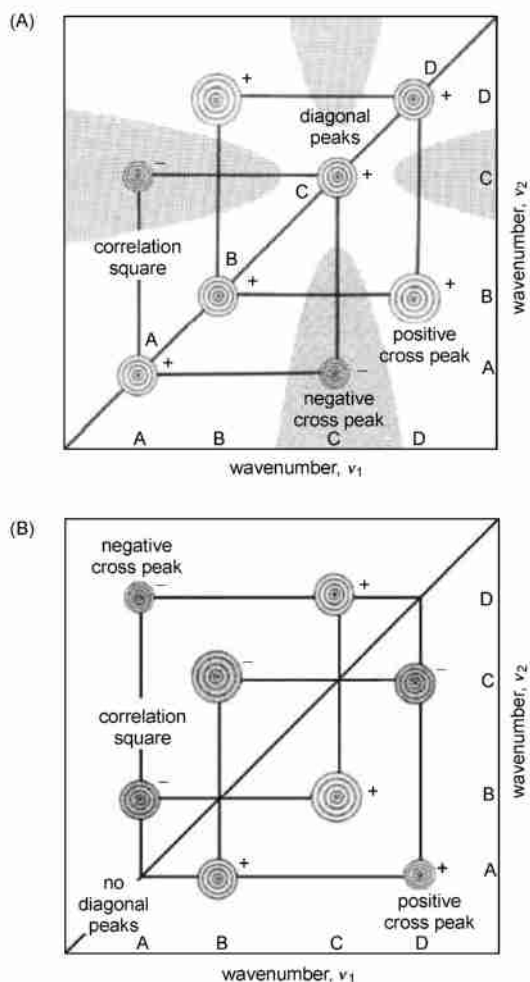 (A)
D
+
+
D
diagonal
peaks
−
C
+
C
correlation
square
B
+
+
B
positive
cross peak
A
+
−
A
negative
cross peak
A
B
C
D
wavenumber, ν1
wavenumber, ν2
(B)
negative
cross peak
−
+
D
−
−
C
correlation
square
−
+
B
no
diagonal
peaks
+
+
A
positive
cross peak
A
B
C
D
wavenumber, ν1
wavenumber, ν2